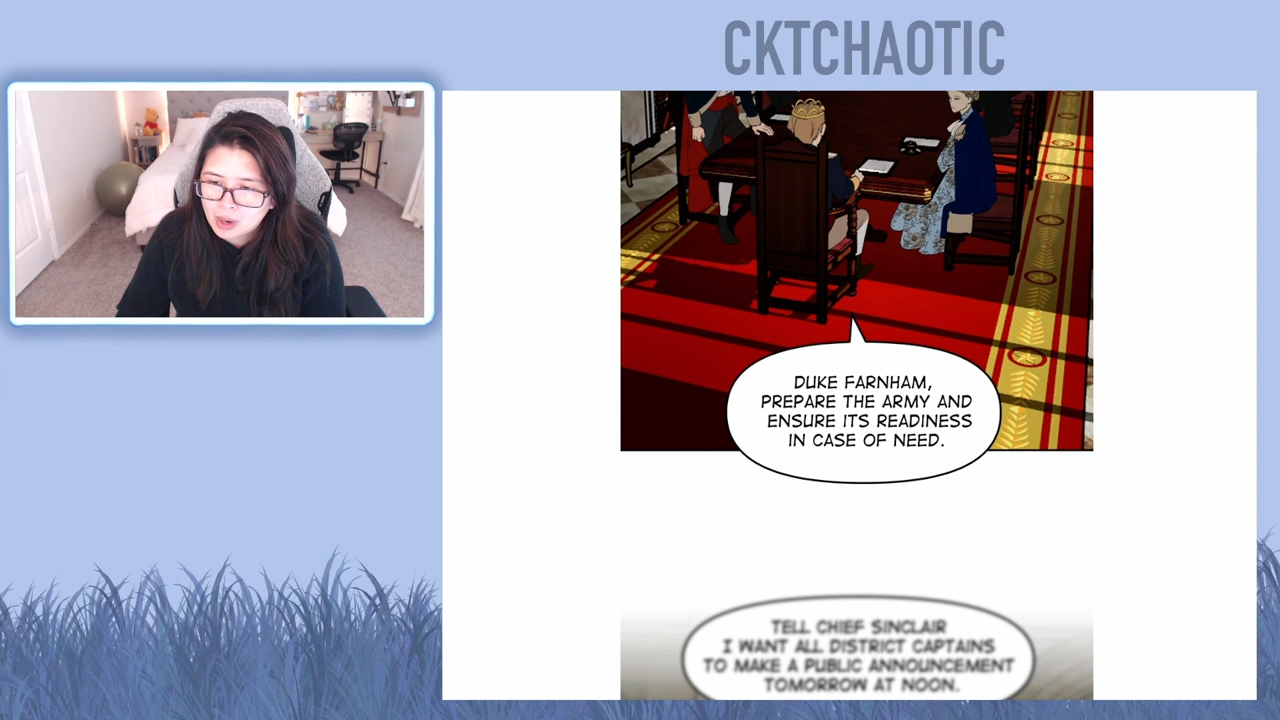 CKTCHAOTIC
DUKE FARNHAM,
PREPARE THE ARMY AND
ENSURE ITS READINESS
IN CASE OF NEED.
TELL CHIEF SINCLAIR
I WANT ALL DISTRICT CAPTAINS
TO MAKE A PUBLIC ANNOUNCEMENT
TOMORROW AT NOON.